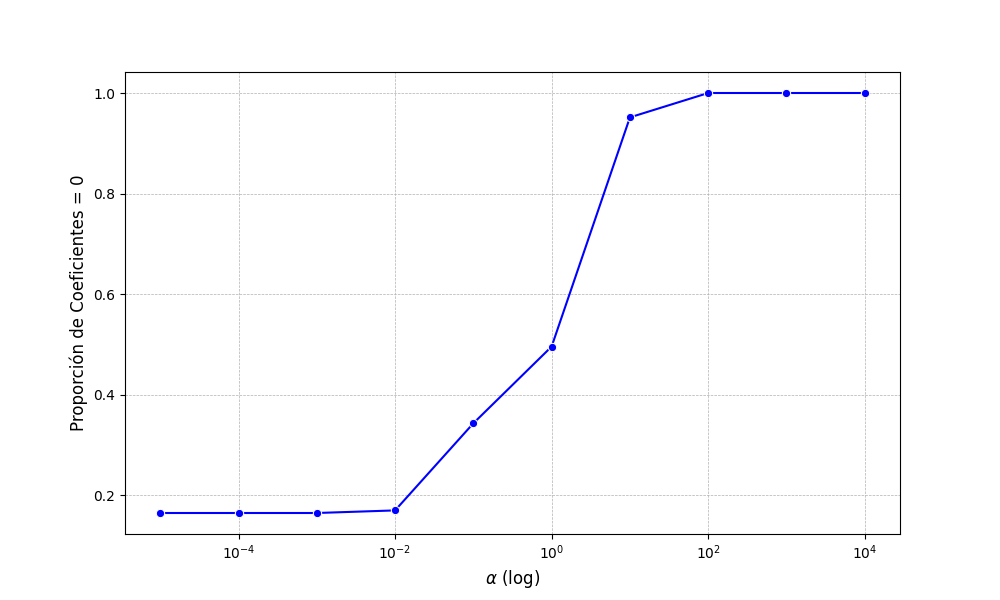 Proporción de Coeficientes = 0
1.0
0.8
0.6
0.4
0.2
10⁻⁴ 10⁻² 10⁰ 10² 10⁴
α (log)